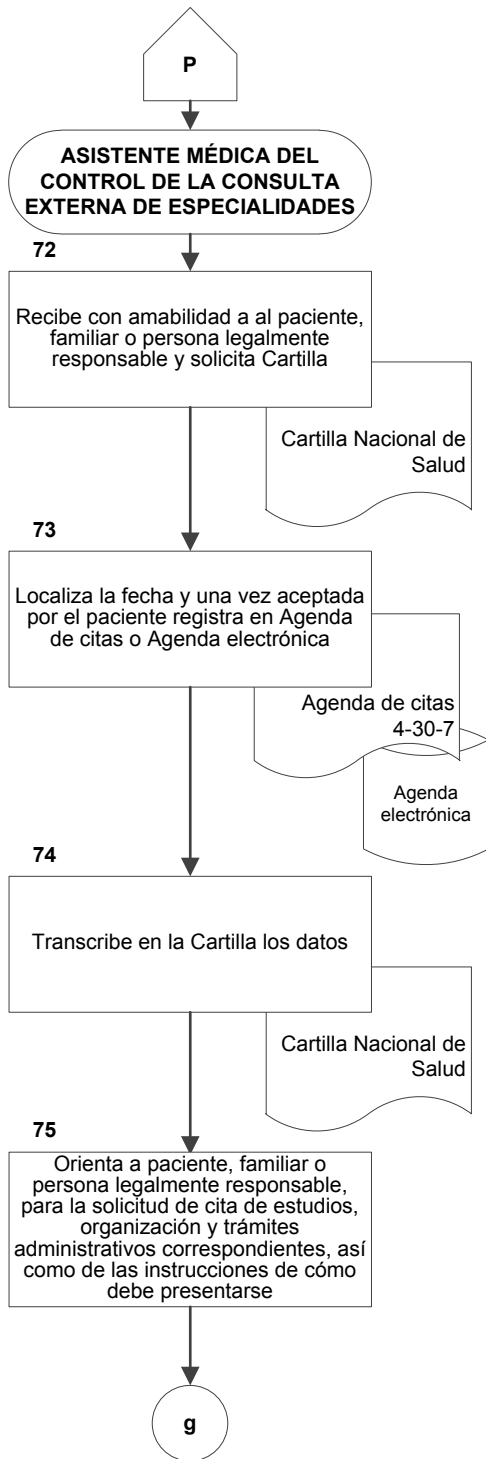 P
ASISTENTE MÉDICA DEL
CONTROL DE LA CONSULTA
EXTERNA DE ESPECIALIDADES
72
Recibe con amabilidad a al paciente,
familiar o persona legalmente
responsable y solicita Cartilla
Cartilla Nacional de
Salud
73
Localiza la fecha y una vez aceptada
por el paciente registra en Agenda
de citas o Agenda electrónica
Agenda de citas
4-30-7
Agenda
electrónica
74
Transcribe en la Cartilla los datos
Cartilla Nacional de
Salud
75
Orienta a paciente, familiar o
persona legalmente responsable,
para la solicitud de cita de estudios,
organización y trámites
administrativos correspondientes, así
como de las instrucciones de cómo
debe presentarse
g